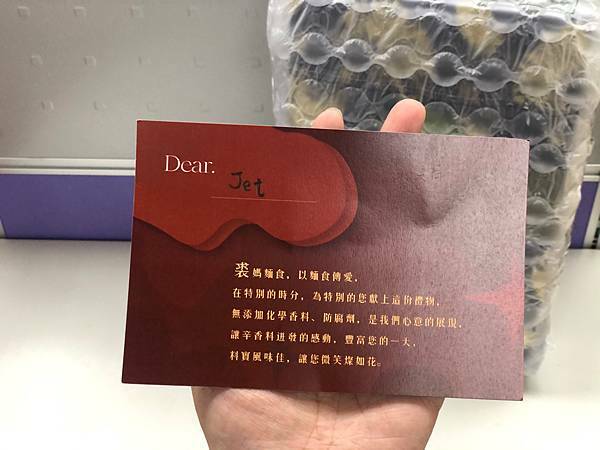 Dear.
Jet
裘媽麵食，以麵食傳愛，
在特別的時分，為特別的您獻上這份禮物，
無添加化學香料、防腐劑，是我們心意的展現，
讓辛香料迸發的感動，豐富您的一天，
料實風味佳，讓您微笑燦如花。